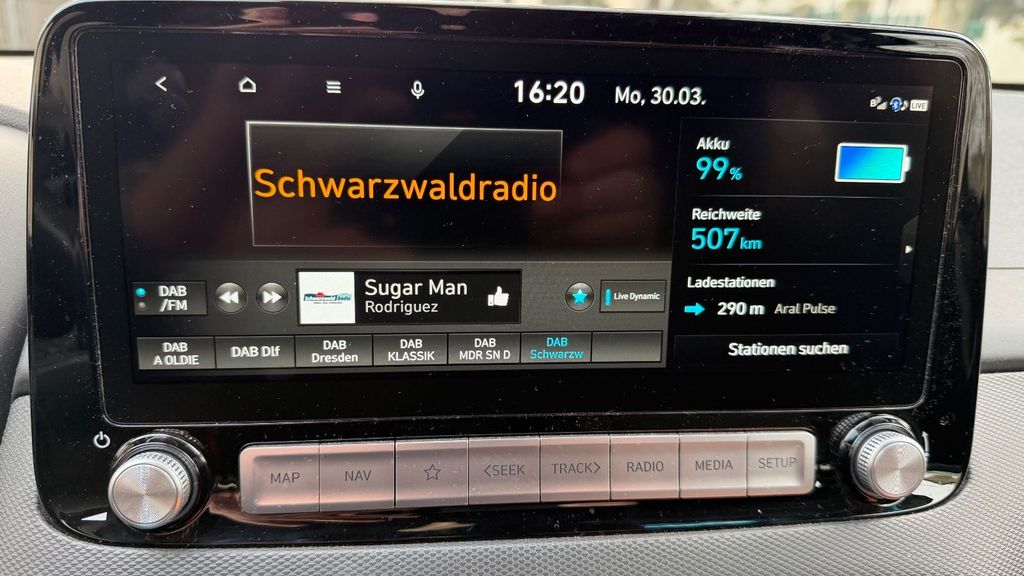 16:20
Mo, 30.03.
LIVE
Schwarzwaldradio
Akku
99%
Reichweite
507km
DAB
/FM
Schwarzwald Radio
Sugar Man
Rodriguez
Live Dynamic
Ladestationen
290 m Aral Pulse
DAB
A OLDIE
DAB Dlf
DAB
Dresden
DAB
KLASSIK
DAB
MDR SN D
DAB
Schwarzw
Stationen suchen
MAP
NAV
<SEEK
TRACK>
RADIO
MEDIA
SETUP